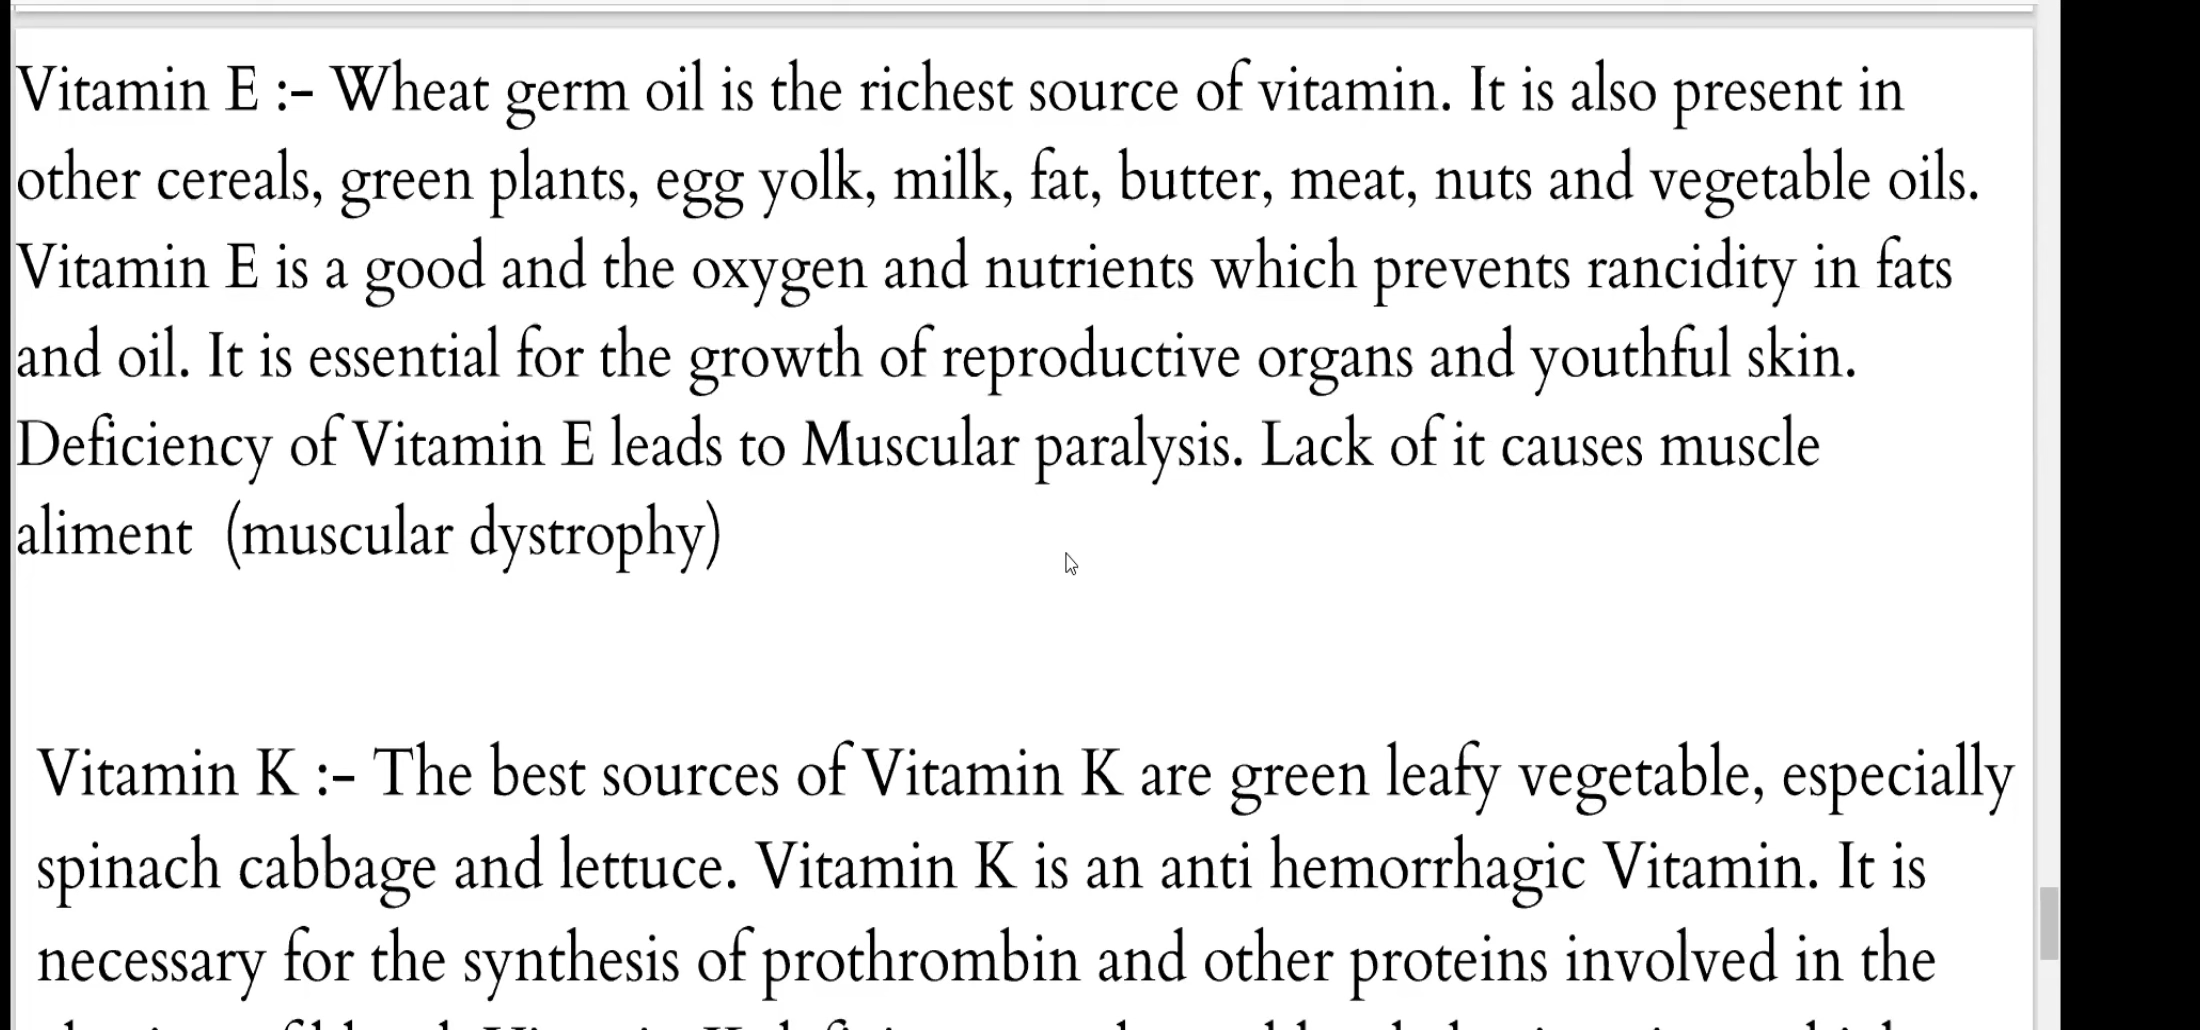 Vitamin E :- Wheat germ oil is the richest source of vitamin. It is also present in
other cereals, green plants, egg yolk, milk, fat, butter, meat, nuts and vegetable oils.
Vitamin E is a good and the oxygen and nutrients which prevents rancidity in fats
and oil. It is essential for the growth of reproductive organs and youthful skin.
Deficiency of Vitamin E leads to Muscular paralysis. Lack of it causes muscle
aliment (muscular dystrophy)
Vitamin K :- The best sources of Vitamin K are green leafy vegetable, especially
spinach cabbage and lettuce. Vitamin K is an anti hemorrhagic Vitamin. It is
necessary for the synthesis of prothrombin and other proteins involved in the